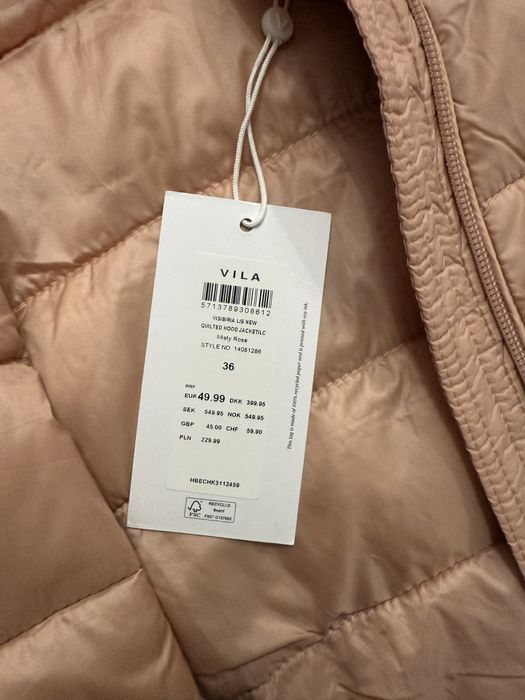 VILA
5713789308612
VISIBIRIA L/S NEW
QUILTED HOOD JACKET/LC
Misty Rose
STYLE NO 14081286
36
RRP
EUR 49.99 DKK 399.95
SEK 549.95 NOK 549.95
GBP 45.00 CHF 59.90
PLN 229.99
HBECHK3112459
RECYCLED
Board
FSC FSC® C137082
This tag is made of 100% recycled paper and is printed with soy ink.